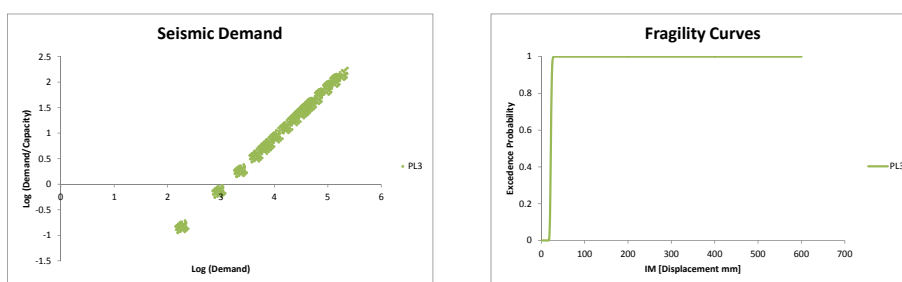 Seismic Demand
2.5
2
1.5
1
0.5
0
-0.5
-1
-1.5
0 1 2 3 4 5 6
Log (Demand/Capacity)
Log (Demand)
PL3
Fragility Curves
1
0.8
0.6
0.4
0.2
0
0 100 200 300 400 500 600 700
Excedence Probability
IM [Displacement mm]
PL3